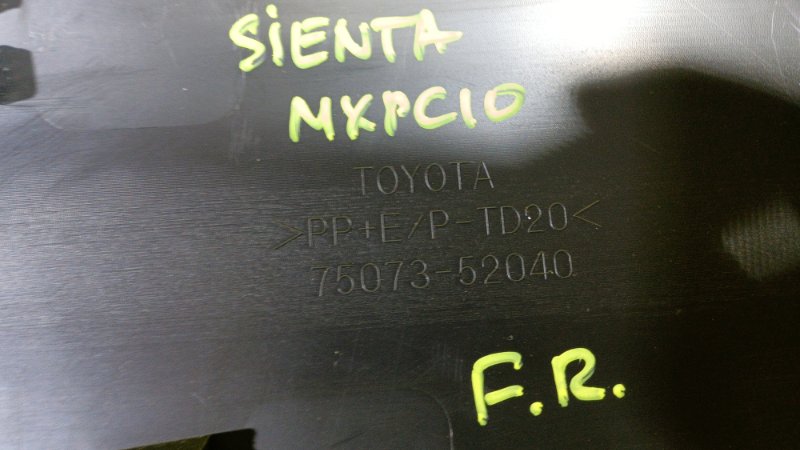 SiENTA
MXPC10
TOYOTA
>PP+E/P-TD20<
75073-52040
F.R.